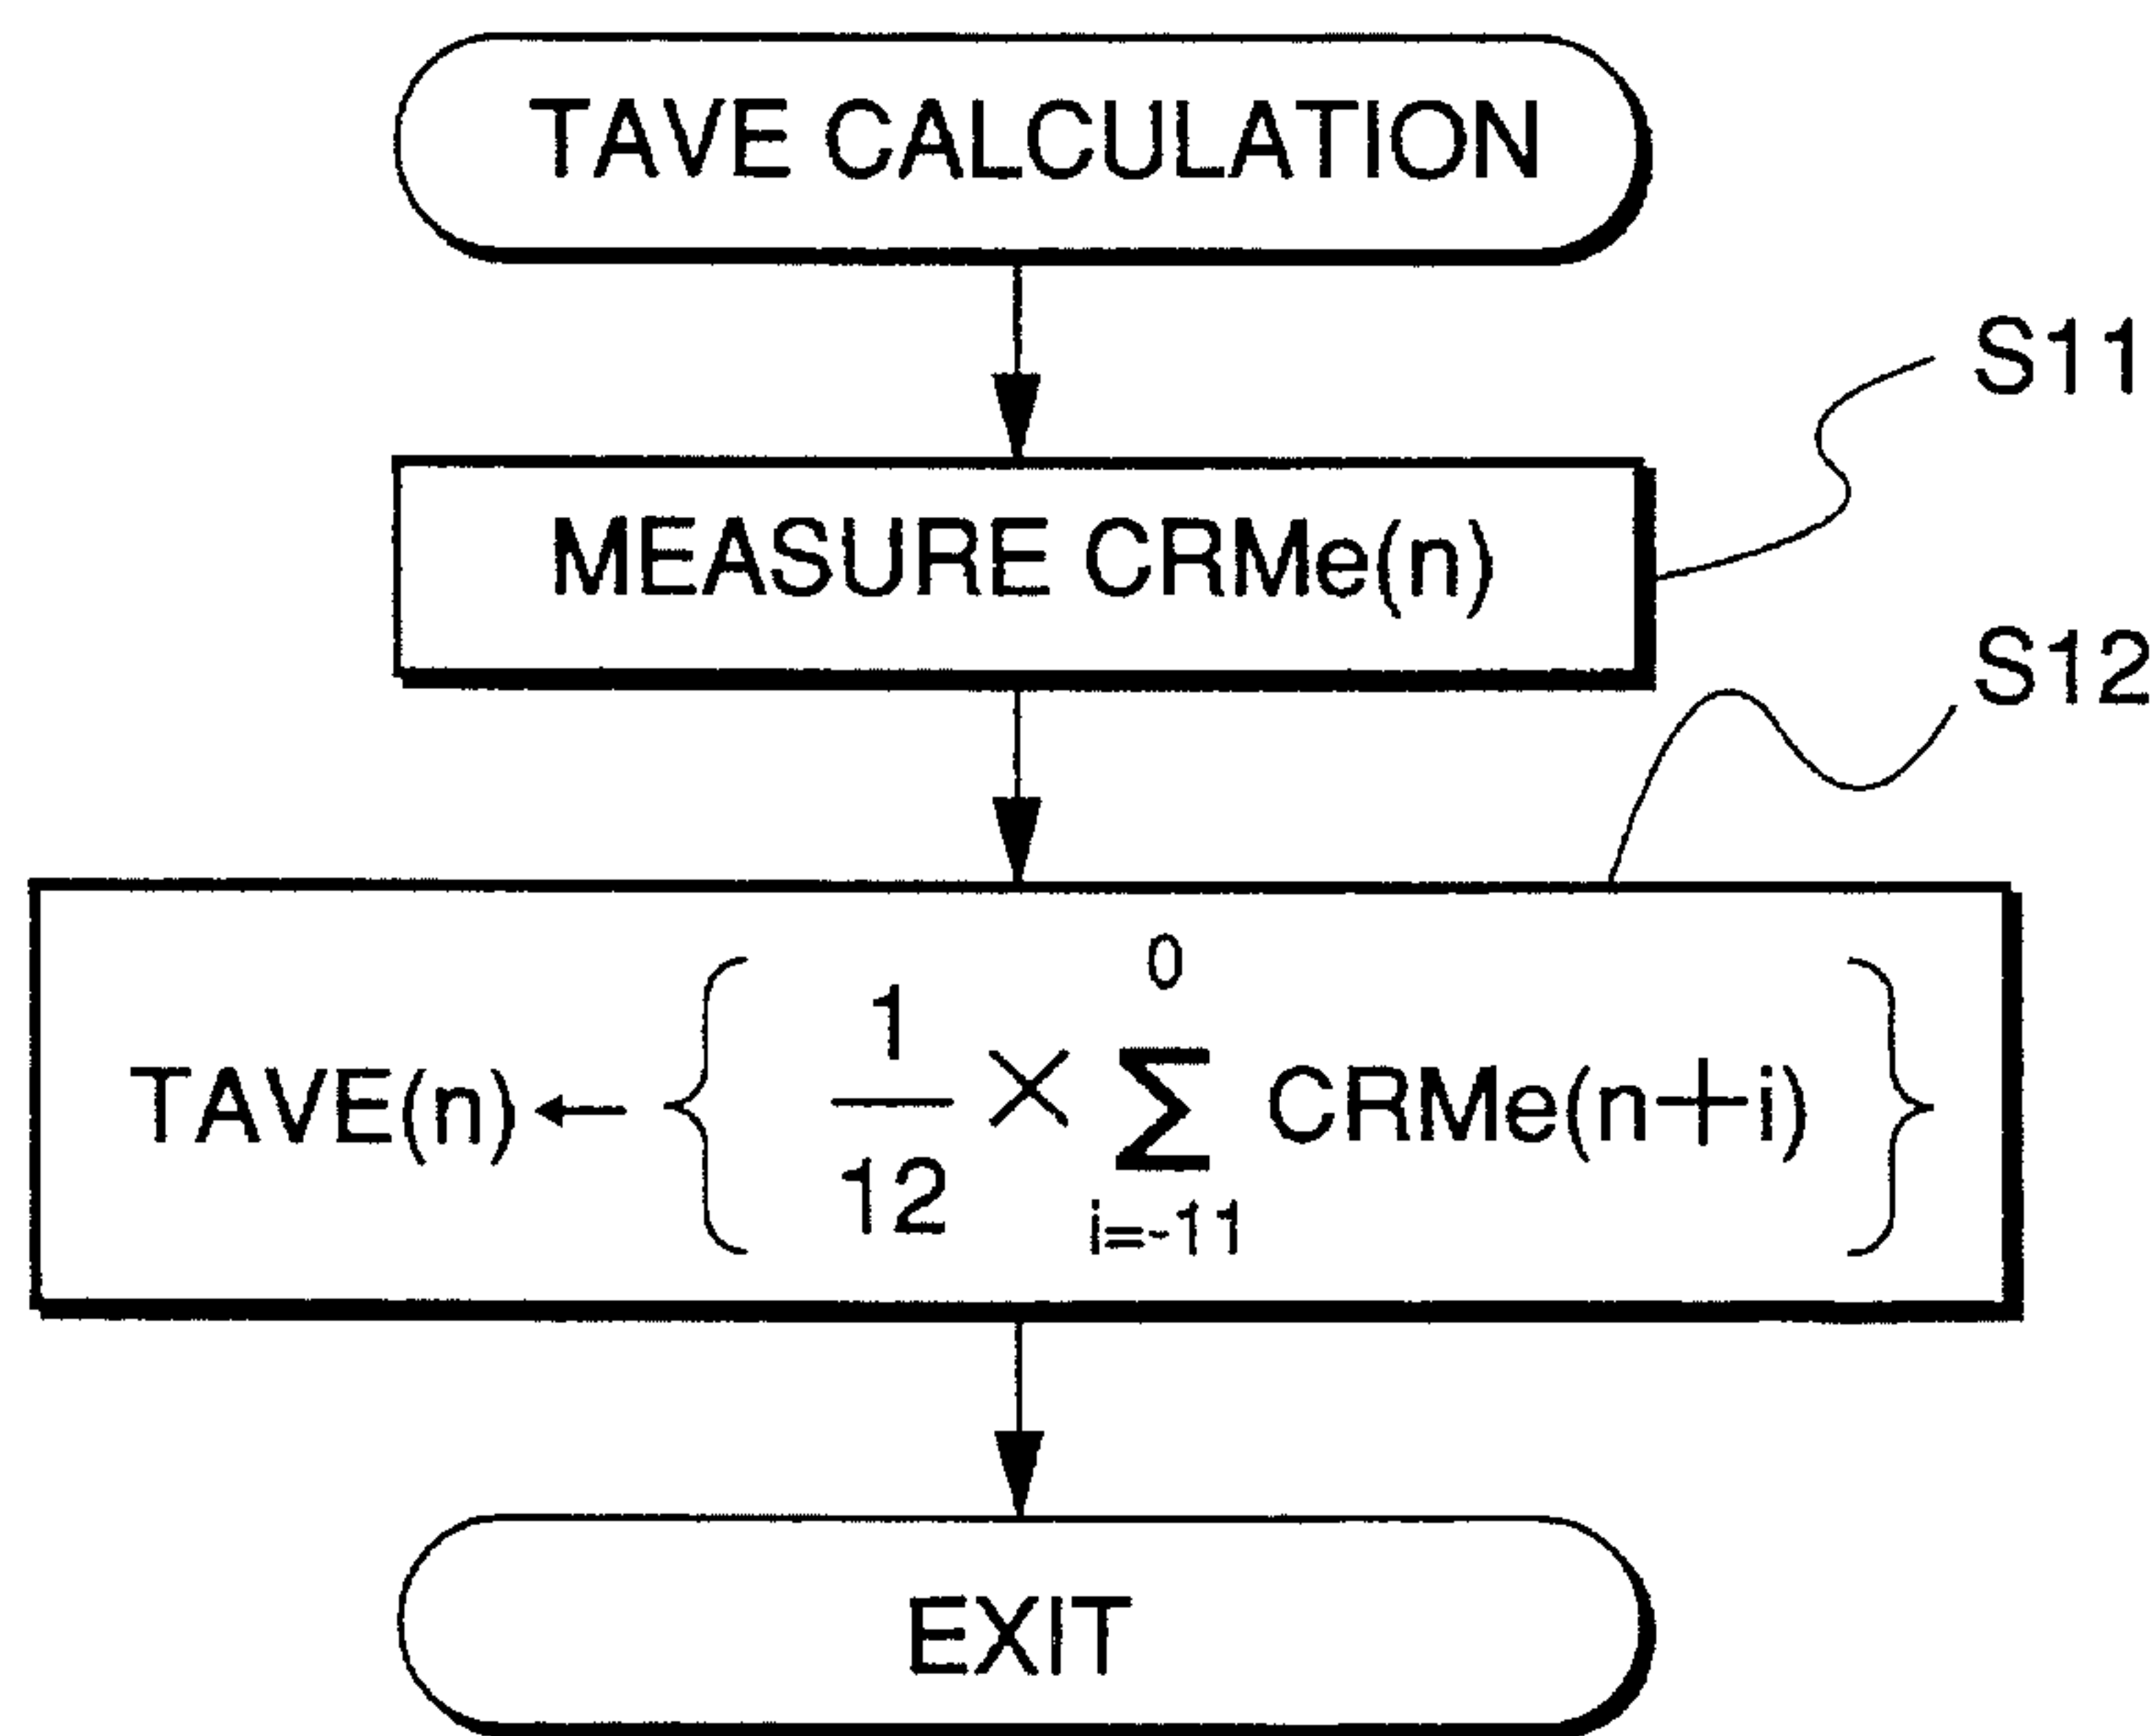 TAVE CALCULATION
S11
MEASURE CRMe(n)
S12
TAVE(n)← { 1/12 × 0 Σ i=-11 CRMe(n+i) }
EXIT